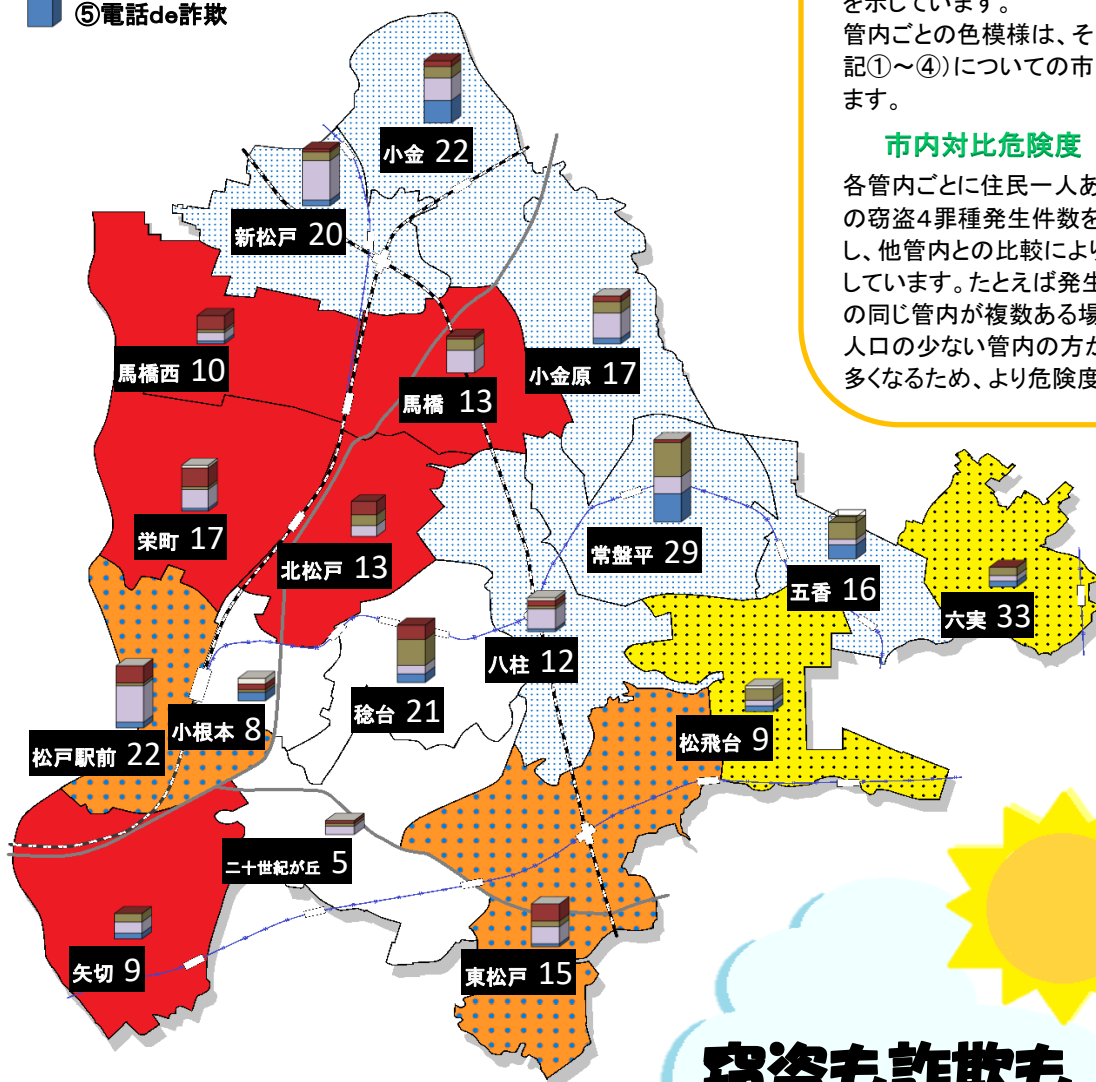 ⑤電話de詐欺
を示しています。
管内ごとの色模様は、そ
記①～④)についての市
ます。
市内対比危険度
各管内ごとに住民一人あ
の窃盗4罪種発生件数を
し、他管内との比較により
しています。たとえば発生
の同じ管内が複数ある場
人口の少ない管内の方が
多くなるため、より危険度
小金 22
新松戸 20
馬橋西 10
馬橋 13
小金原 17
栄町 17
北松戸 13
常盤平 29
五香 16
六実 33
八柱 12
稔台 21
小根本 8
松戸駅前 22
松飛台 9
二十世紀が丘 5
矢切 9
東松戸 15
窃盗も詐欺も